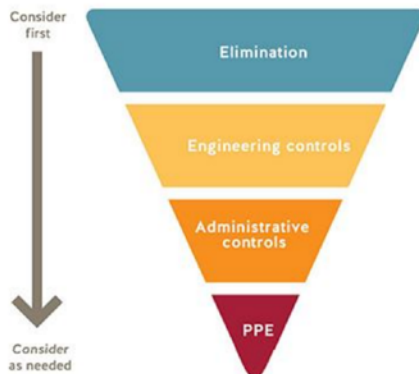 Consider
first
Elimination
Engineering controls
Administrative
controls
PPE
Consider
as needed